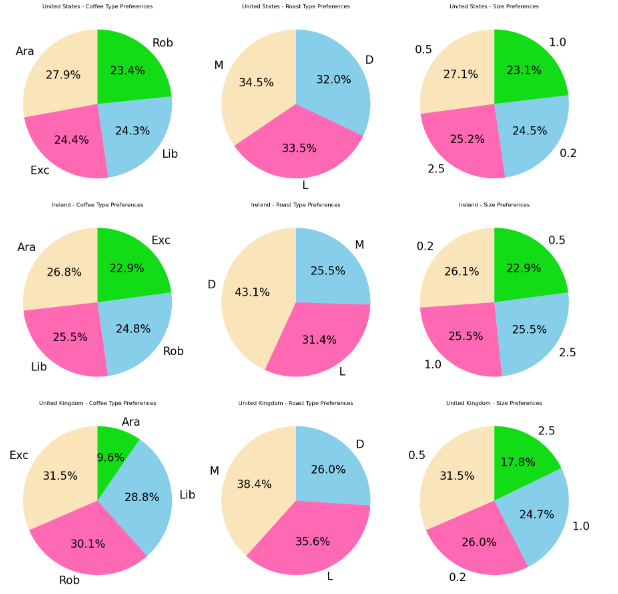 United States - Coffee Type Preferences
United States - Roast Type Preferences
United States - Size Preferences
Ara
27.9%
Rob
23.4%
Exc
24.4%
Lib
24.3%
M
34.5%
D
32.0%
L
33.5%
0.5
27.1%
1.0
23.1%
2.5
25.2%
0.2
24.5%
Ireland - Coffee Type Preferences
Ireland - Roast Type Preferences
Ireland - Size Preferences
Ara
26.8%
Exc
22.9%
Lib
25.5%
Rob
24.8%
D
43.1%
M
25.5%
L
31.4%
0.2
26.1%
0.5
22.9%
1.0
25.5%
2.5
25.5%
United Kingdom - Coffee Type Preferences
United Kingdom - Roast Type Preferences
United Kingdom - Size Preferences
Exc
31.5%
Ara
9.6%
Lib
28.8%
Rob
30.1%
M
38.4%
D
26.0%
L
35.6%
0.5
31.5%
2.5
17.8%
1.0
24.7%
0.2
26.0%